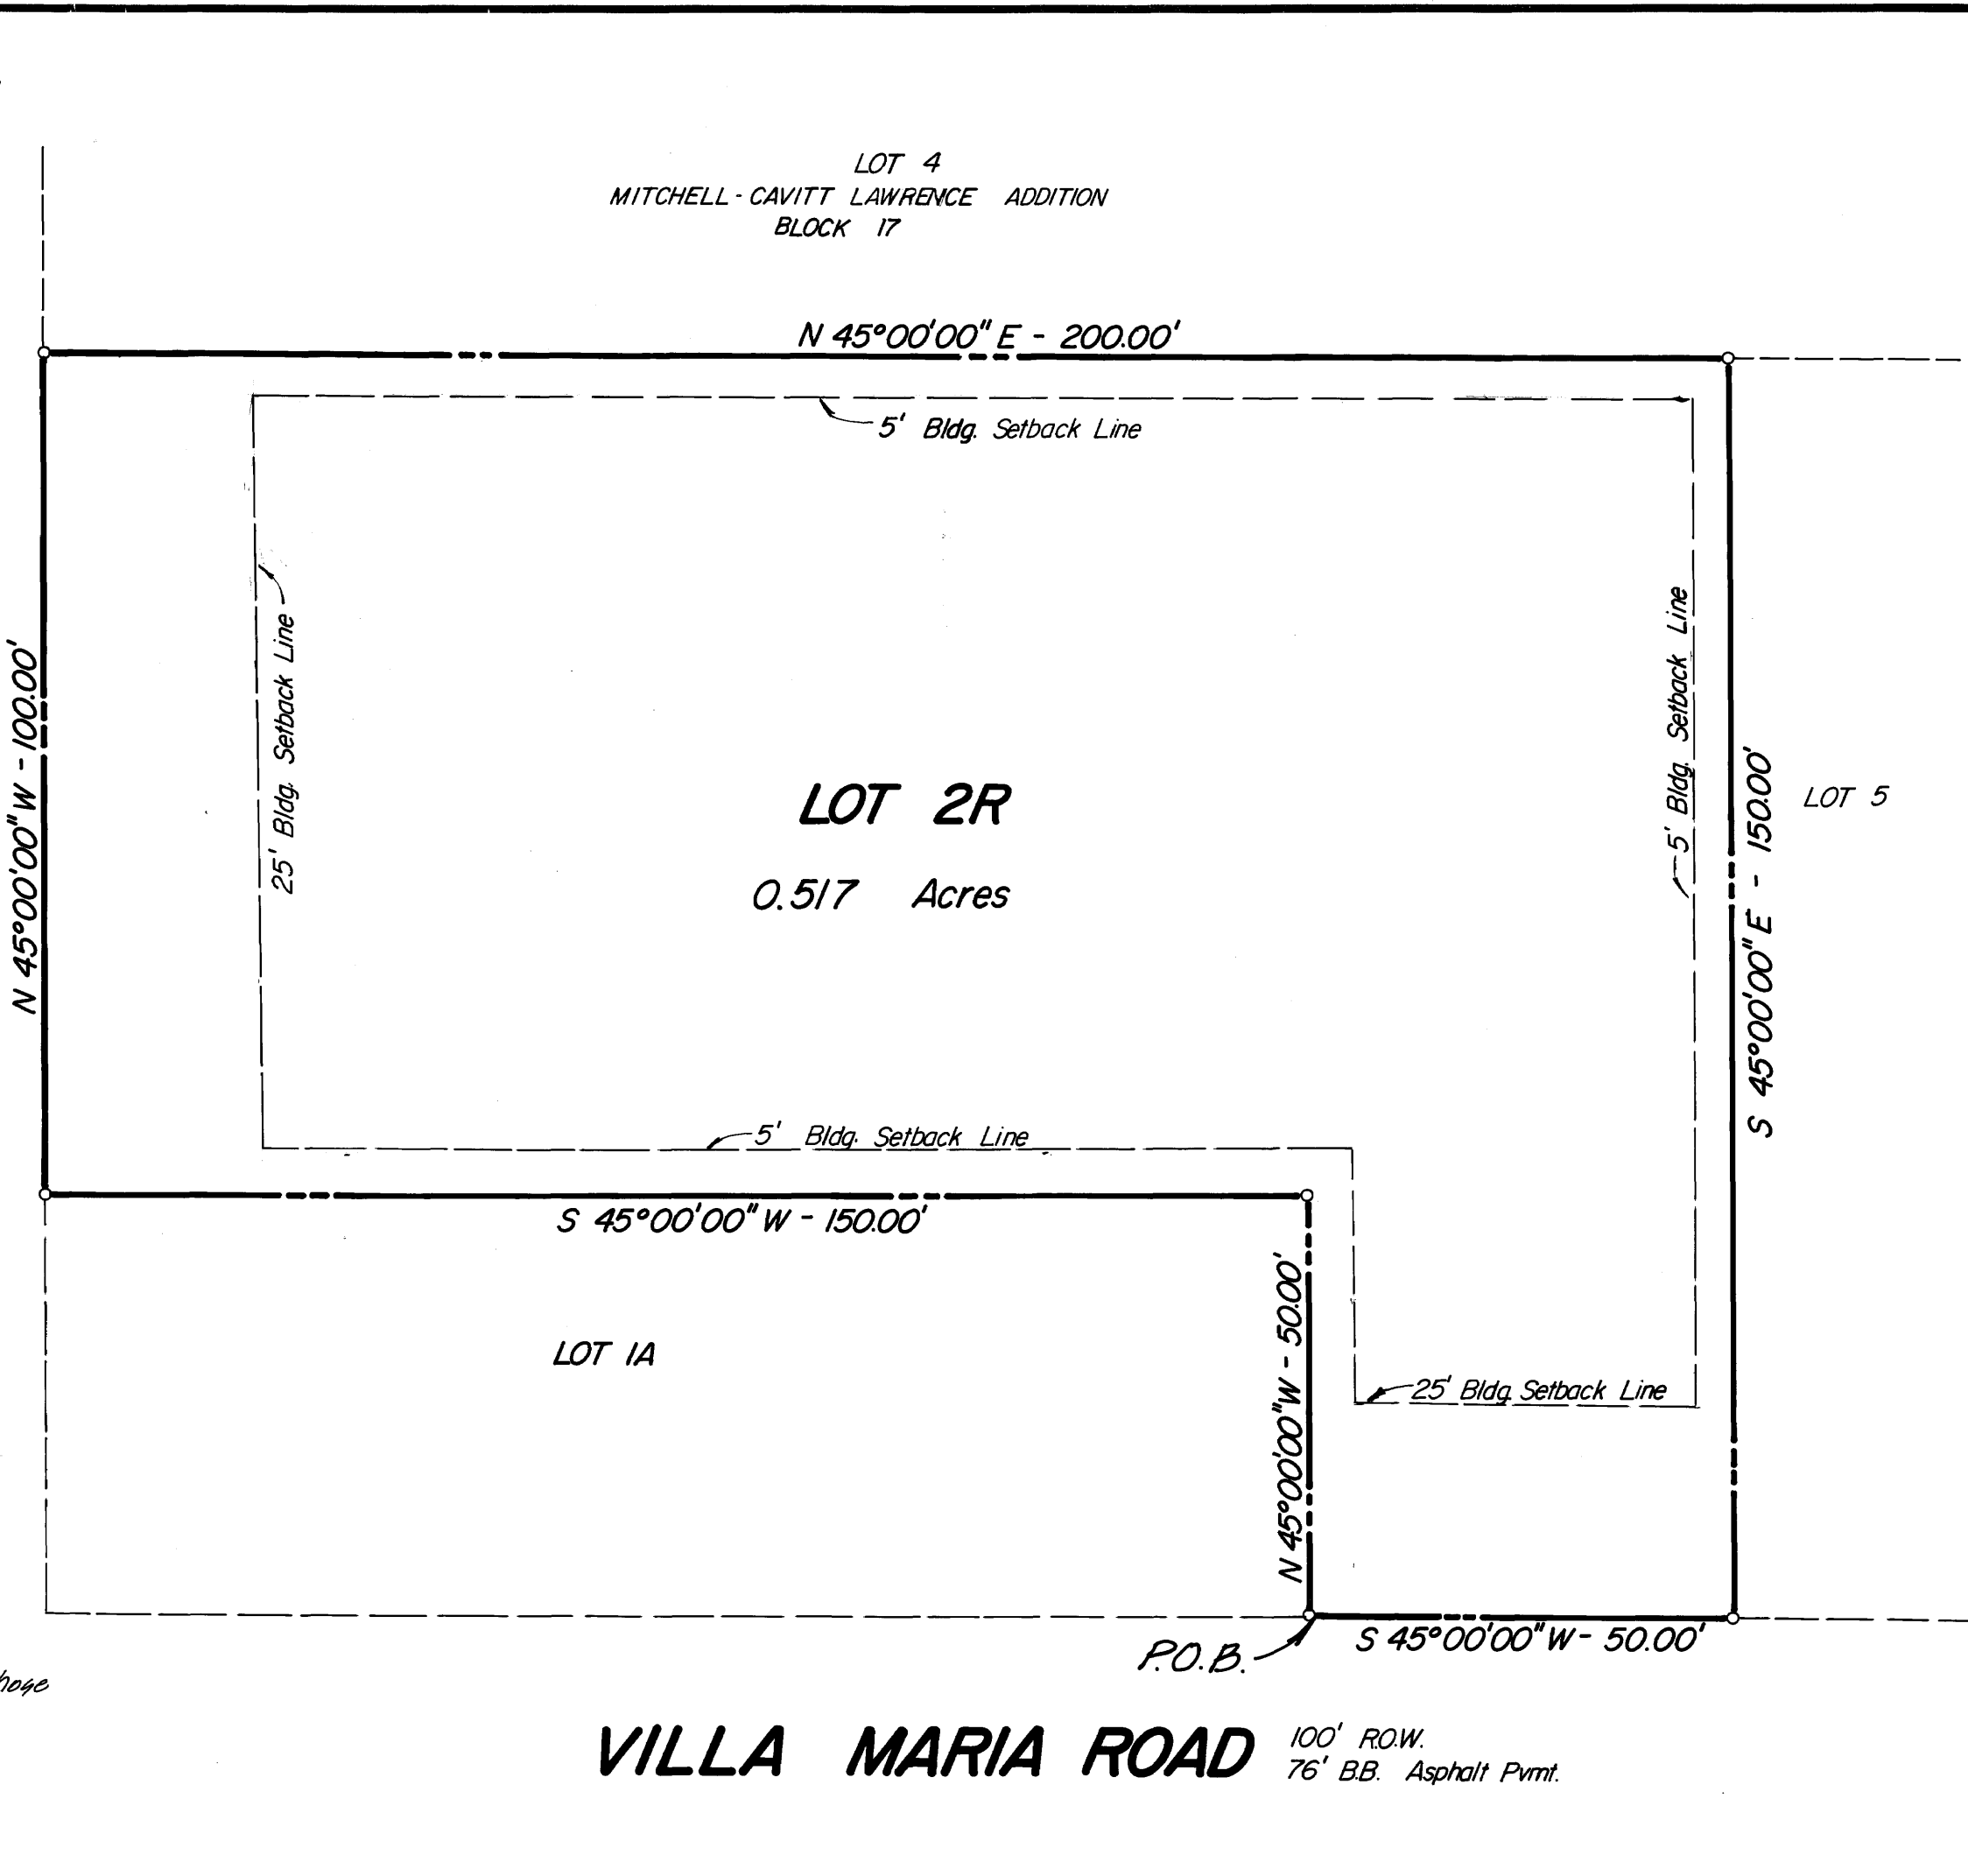 LOT 4
MITCHELL-CAVITT LAWRENCE ADDITION
BLOCK 17
N 45°00'00" E - 200.00'
5' Bldg. Setback Line
25' Bldg. Setback Line
N 45°00'00" W - 100.00'
5' Bldg. Setback Line
S 45°00'00" E - 150.00'
LOT 5
LOT 2R
0.517 Acres
5' Bldg. Setback Line
S 45°00'00" W - 150.00'
LOT 1A
N 45°00'00" W - 50.00'
25' Bldg. Setback Line
P.O.B.
S 45°00'00" W - 50.00'
VILLA MARIA ROAD
100' R.O.W.
76' B.B. Asphalt Pvmt.